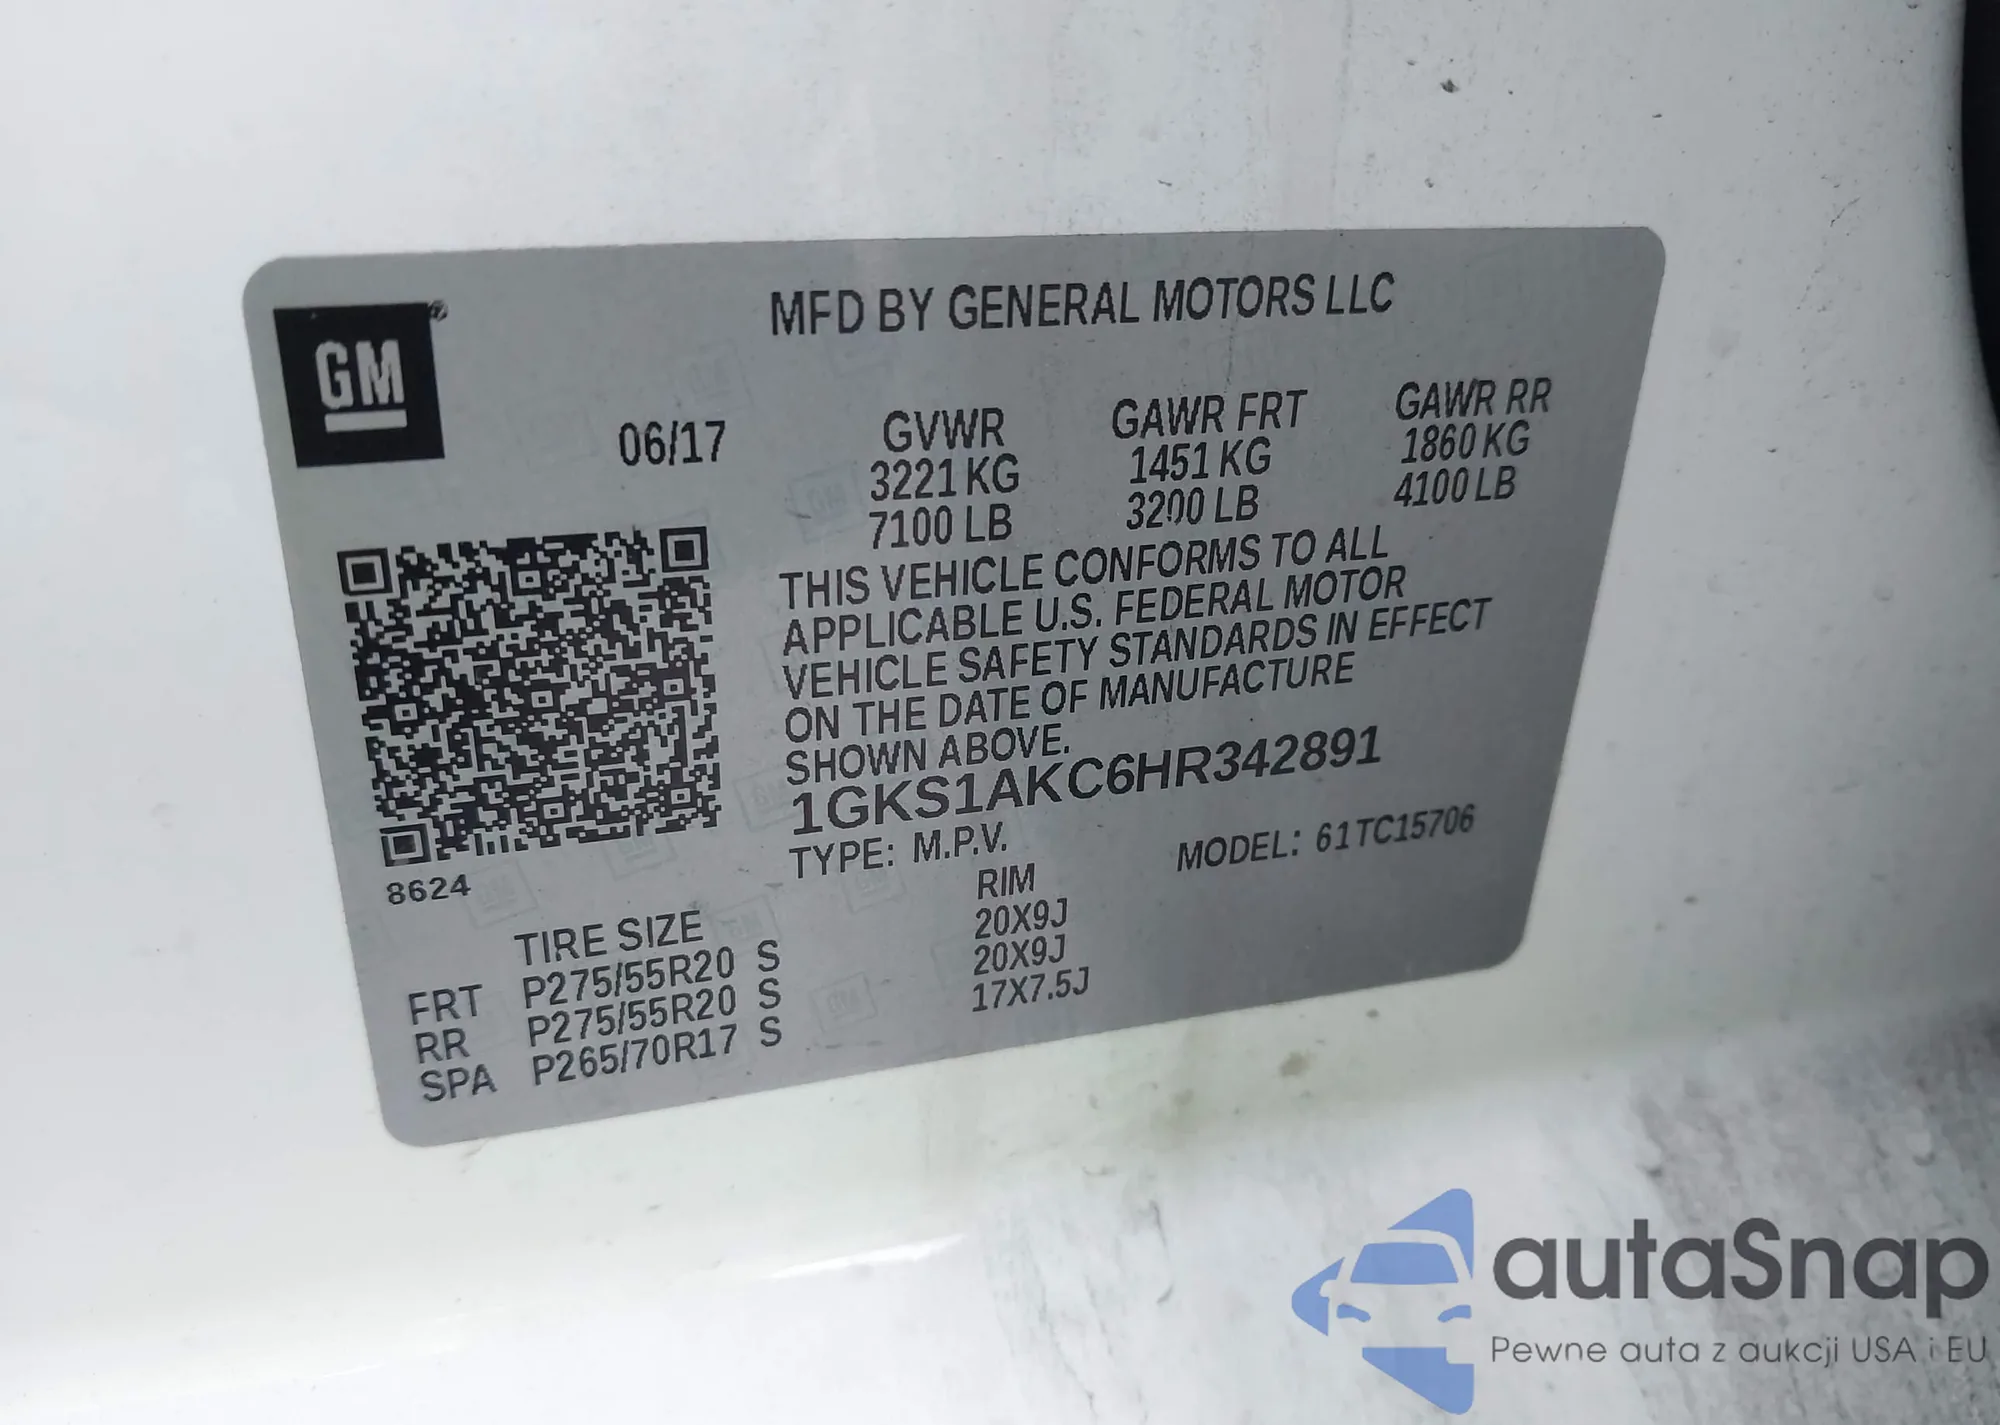 GM
MFD BY GENERAL MOTORS LLC
06/17
GVWR GAWR FRT GAWR RR
3221 KG 1451 KG 1860 KG
7100 LB 3200 LB 4100 LB
THIS VEHICLE CONFORMS TO ALL
APPLICABLE U.S. FEDERAL MOTOR
VEHICLE SAFETY STANDARDS IN EFFECT
ON THE DATE OF MANUFACTURE
SHOWN ABOVE.
1GKS1AKC6HR342891
TYPE: M.P.V. MODEL: 61TC15706
8624
TIRE SIZE RIM
FRT P275/55R20 S 20X9J
RR P275/55R20 S 20X9J
SPA P265/70R17 S 17X7.5J
autaSnap
Pewne auta z aukcji USA i EU